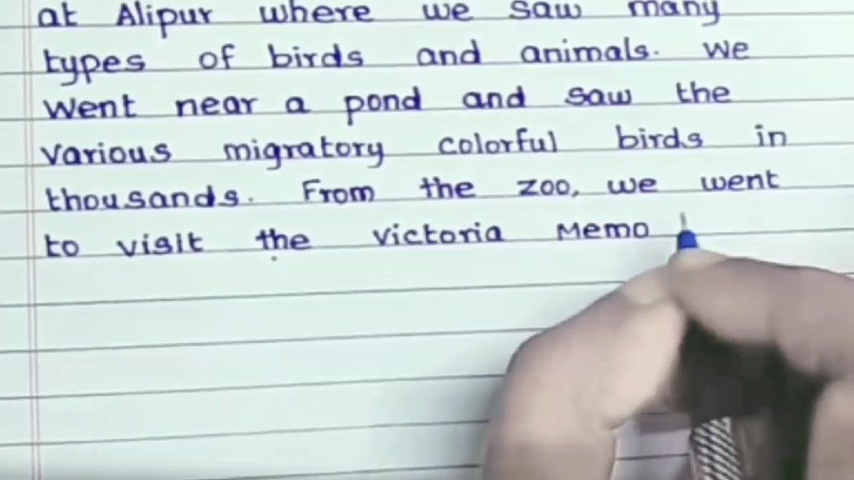 at Alipur where we saw many
types of birds and animals. We
went near a pond and saw the
various migratory colorful birds in
thousands. From the zoo, we went
to visit the victoria Memo